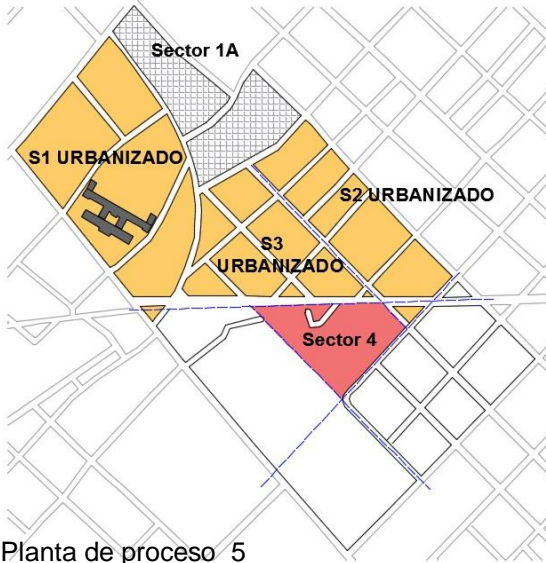 Sector 1A
S1 URBANIZADO
S2 URBANIZADO
S3
URBANIZADO
Sector 4
Planta de proceso 5